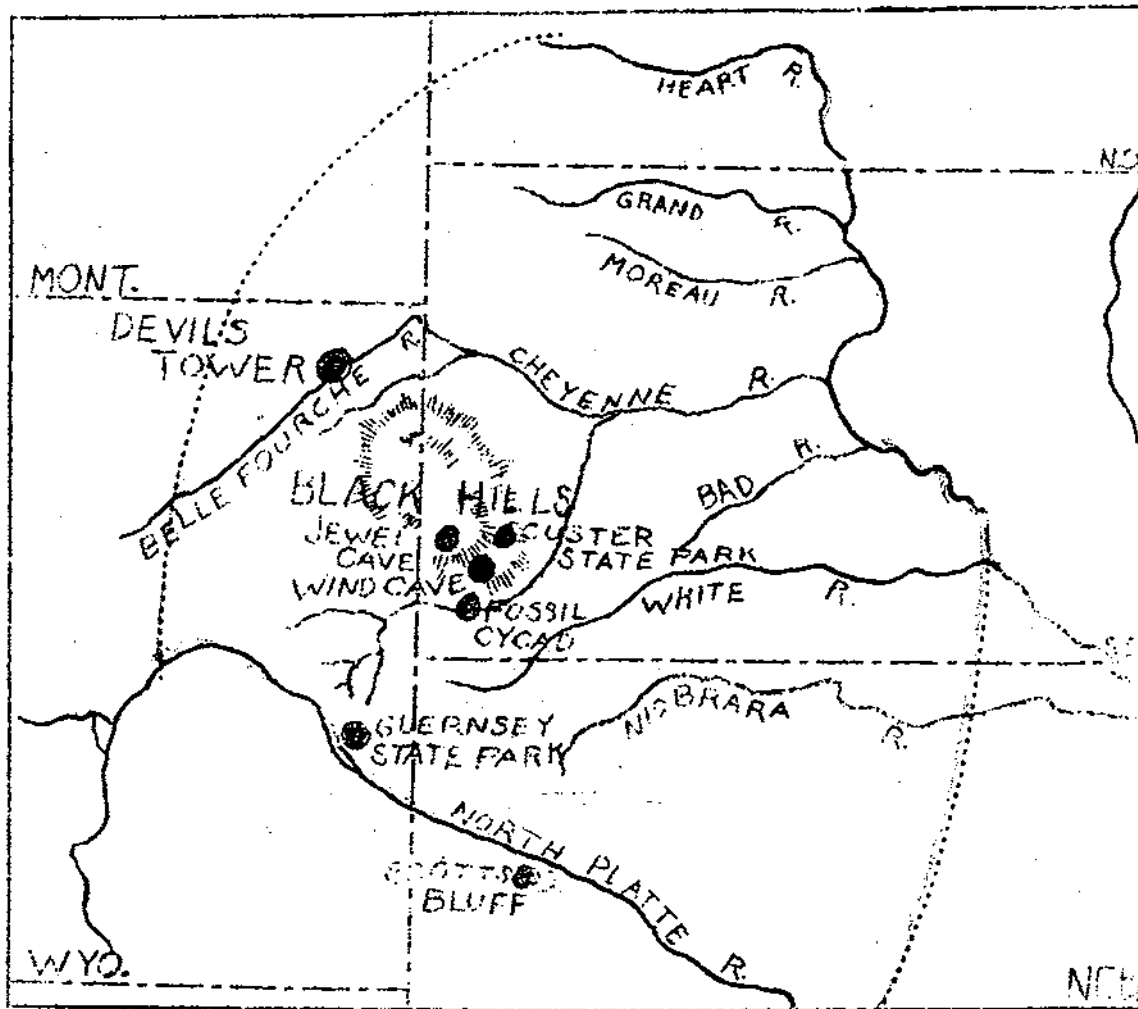 HEART R.
N.D.
GRAND R.
MOREAU R.
MONT.
DEVILS
TOWER
BELLE FOURCHE R.
CHEYENNE R.
BAD R.
BLACK HILLS
JEWEL
CAVE
CUSTER
STATE PARK
WIND CAVE
WHITE R.
FOSSIL
CYCAD
NIOBRARA R.
GUERNSEY
STATE PARK
NORTH PLATTE R.
SCOTTS
BLUFF
WYO.
NEB